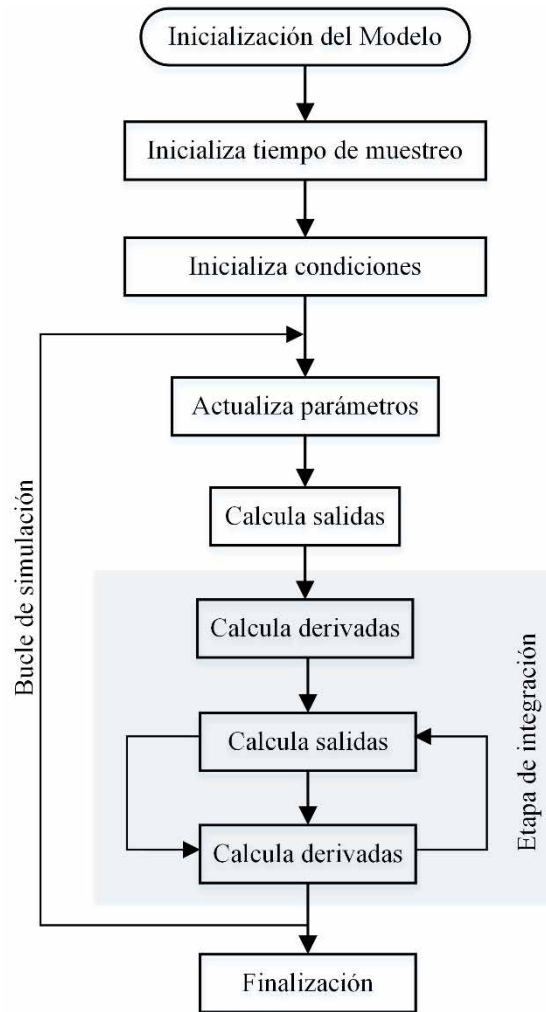 Inicialización del Modelo
Inicializa tiempo de muestreo
Inicializa condiciones
Actualiza parámetros
Calcula salidas
Bucle de simulación
Calcula derivadas
Calcula salidas
Etapa de integración
Calcula derivadas
Finalización